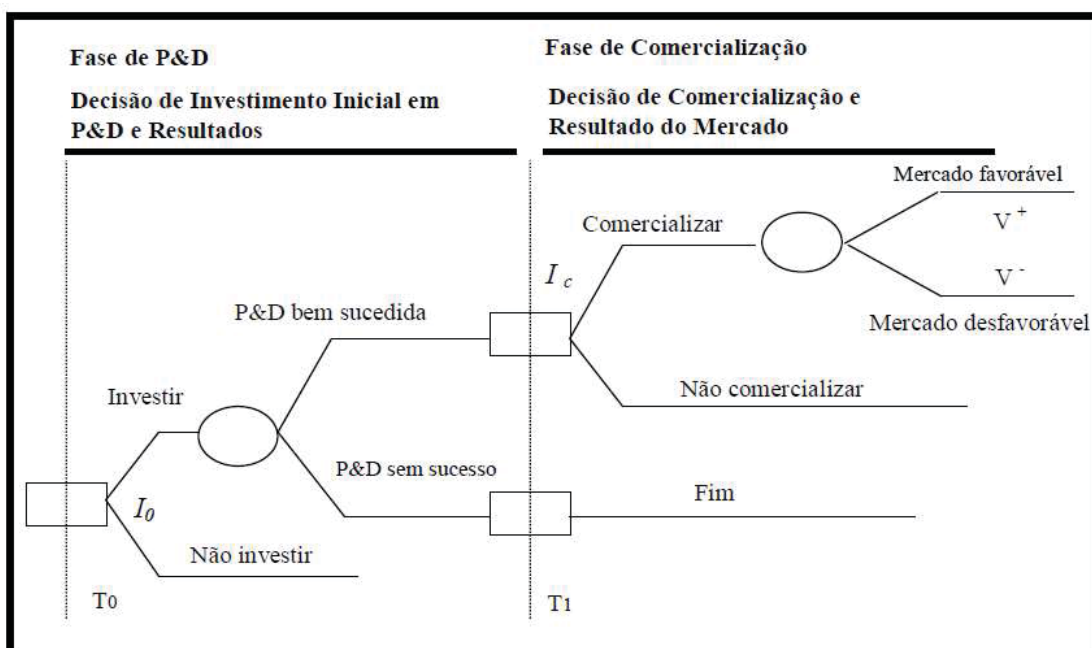 Fase de P&D
Decisão de Investimento Inicial em
P&D e Resultados
Fase de Comercialização
Decisão de Comercialização e
Resultado do Mercado
Mercado favorável
V +
V -
Mercado desfavorável
Comercializar
I c
Não comercializar
P&D bem sucedida
Investir
P&D sem sucesso
Fim
I0
Não investir
T0
T1